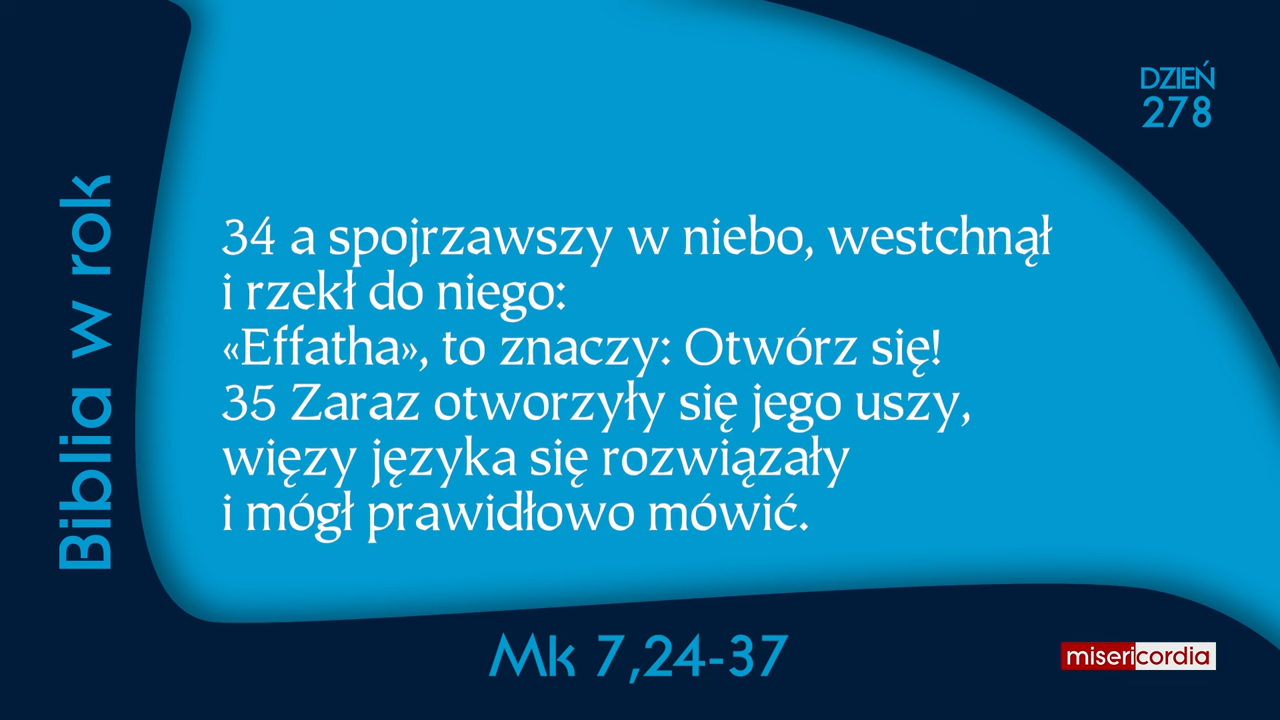 DZIEŃ
278
Biblia w rok
34 a spojrzawszy w niebo, westchnął
i rzekł do niego:
«Effatha», to znaczy: Otwórz się!
35 Zaraz otworzyły się jego uszy,
więzy języka się rozwiązały
i mógł prawidłowo mówić.
Mk 7,24-37
misericordia